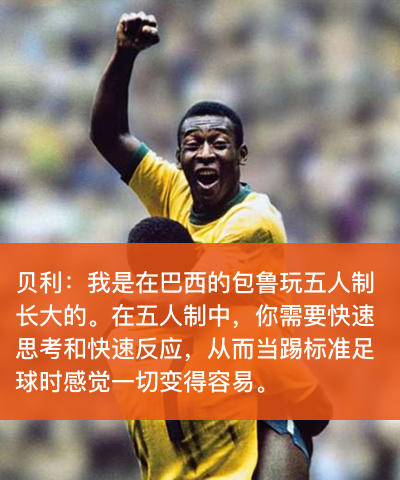 贝利：我是在巴西的包鲁玩五人制
长大的。在五人制中，你需要快速
思考和快速反应，从而当踢标准足
球时感觉一切变得容易。